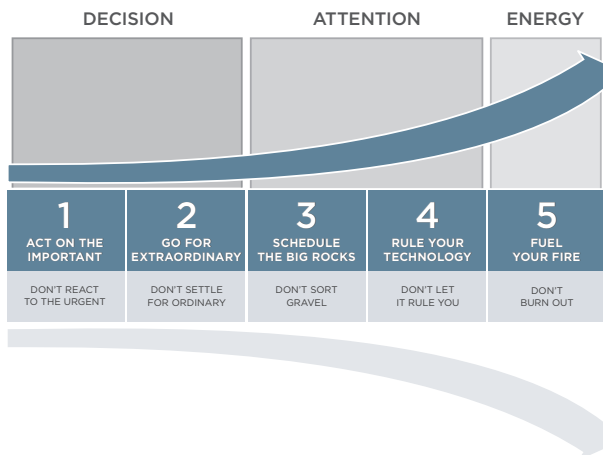 DECISION
ATTENTION
ENERGY
1
ACT ON THE
IMPORTANT
2
GO FOR
EXTRAORDINARY
3
SCHEDULE
THE BIG ROCKS
4
RULE YOUR
TECHNOLOGY
5
FUEL
YOUR FIRE
DON'T REACT
TO THE URGENT
DON'T SETTLE
FOR ORDINARY
DON'T SORT
GRAVEL
DON'T LET
IT RULE YOU
DON'T
BURN OUT